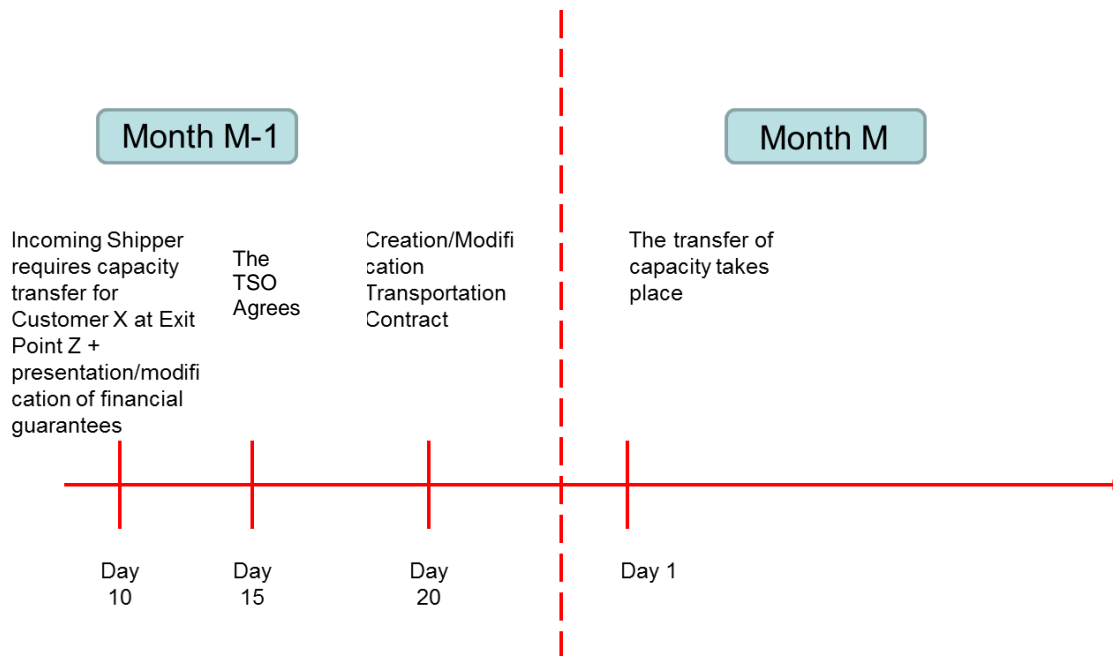 Month M-1
Month M
Incoming Shipper
requires capacity
transfer for
Customer X at Exit
Point Z +
presentation/modifi
cation of financial
guarantees
The
TSO
Agrees
Creation/Modifi
cation
Transportation
Contract
The transfer of
capacity takes
place
Day
10
Day
15
Day
20
Day 1